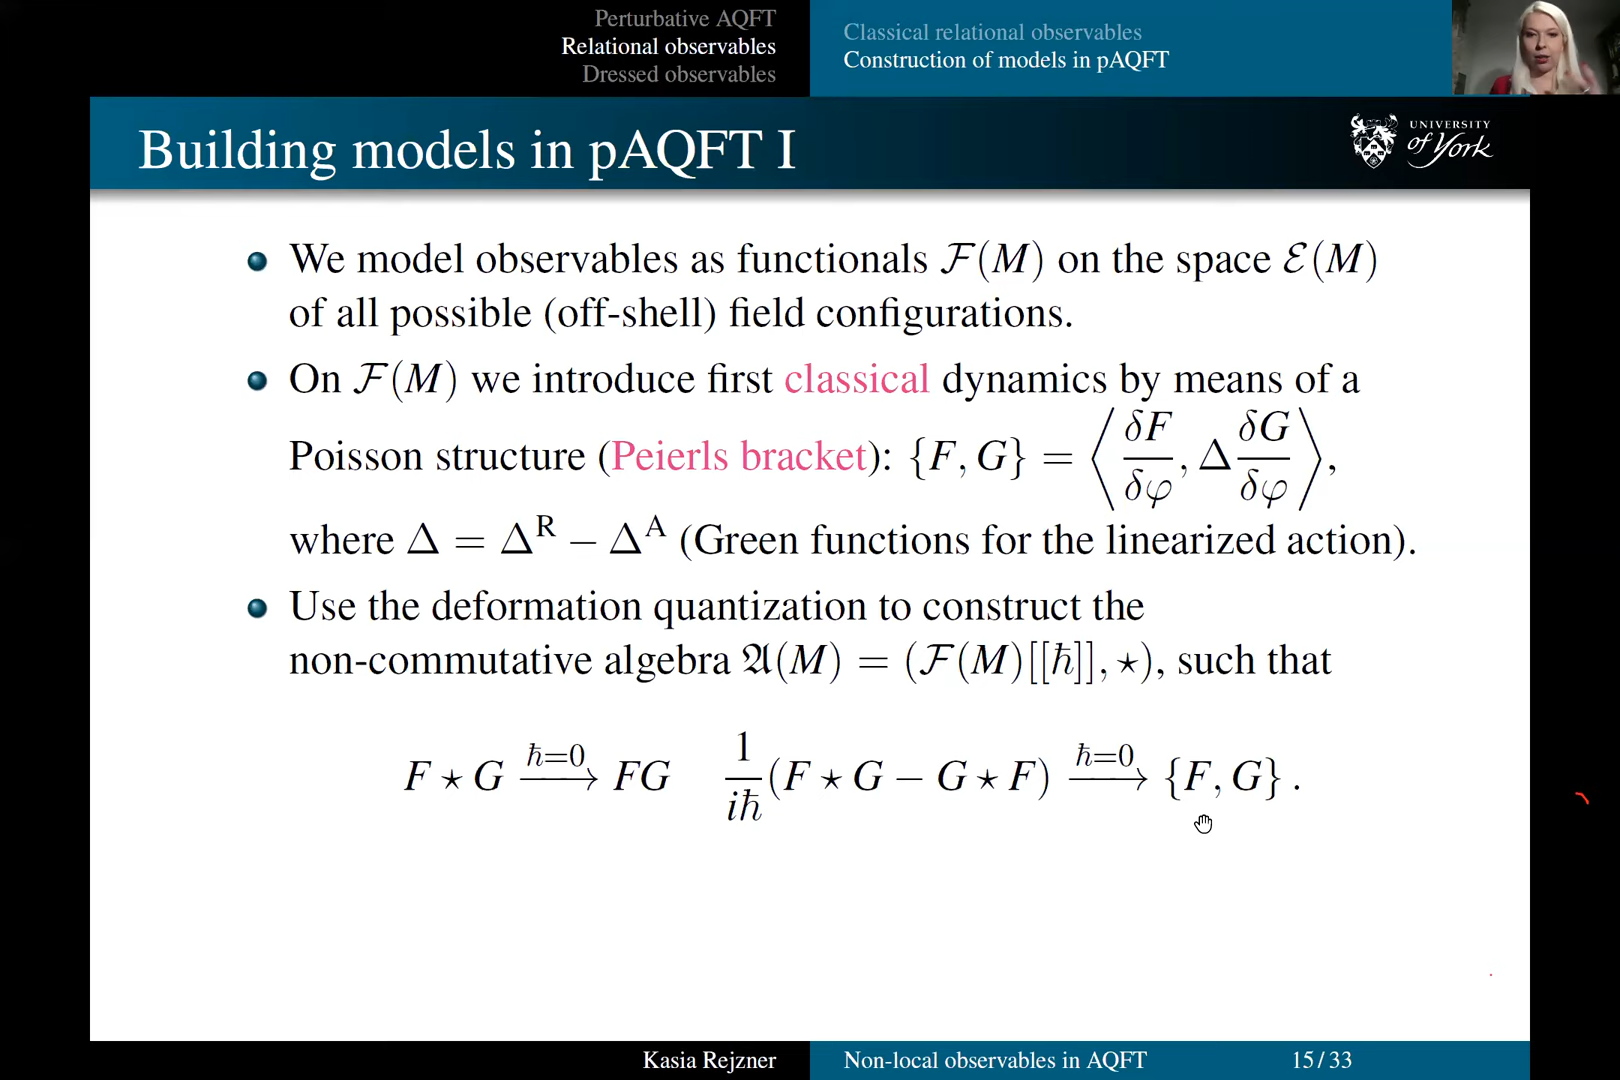 Perturbative AQFT
Relational observables
Dressed observables
Classical relational observables
Construction of models in pAQFT
Building models in pAQFT I
UNIVERSITY
of York
We model observables as functionals ℱ(M) on the space ℰ(M)
of all possible (off-shell) field configurations.
On ℱ(M) we introduce first classical dynamics by means of a
Poisson structure (Peierls bracket): {F, G} = ⟨δF/δφ, Δ δG/δφ⟩,
where Δ = Δ^R − Δ^A (Green functions for the linearized action).
Use the deformation quantization to construct the
non-commutative algebra 𝔄(M) = (ℱ(M)[[ℏ]], ⋆), such that
F ⋆ G —ℏ=0→ FG 1/iℏ (F ⋆ G − G ⋆ F) —ℏ=0→ {F, G} .
Kasia Rejzner
Non-local observables in AQFT
15 / 33